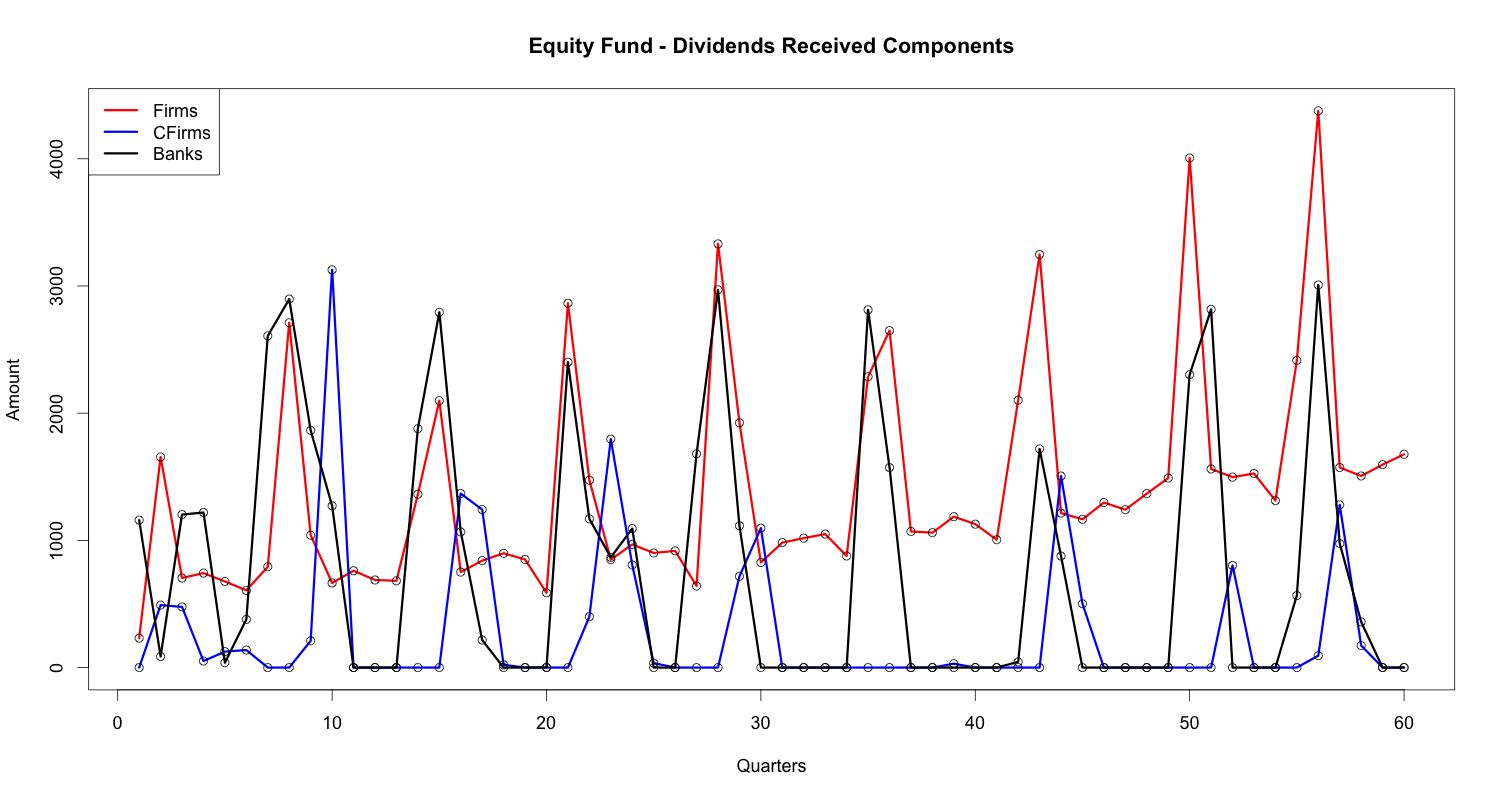 Equity Fund - Dividends Received Components
Firms
CFirms
Banks
Amount
4000
3000
2000
1000
0
0 10 20 30 40 50 60
Quarters